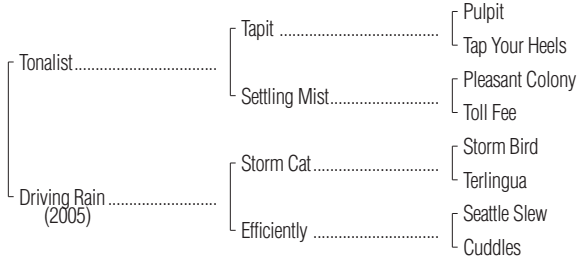 Pulpit
Tapit
Tap Your Heels
Tonalist
Pleasant Colony
Settling Mist
Toll Fee
Storm Bird
Storm Cat
Terlingua
Driving Rain
(2005)
Seattle Slew
Efficiently
Cuddles